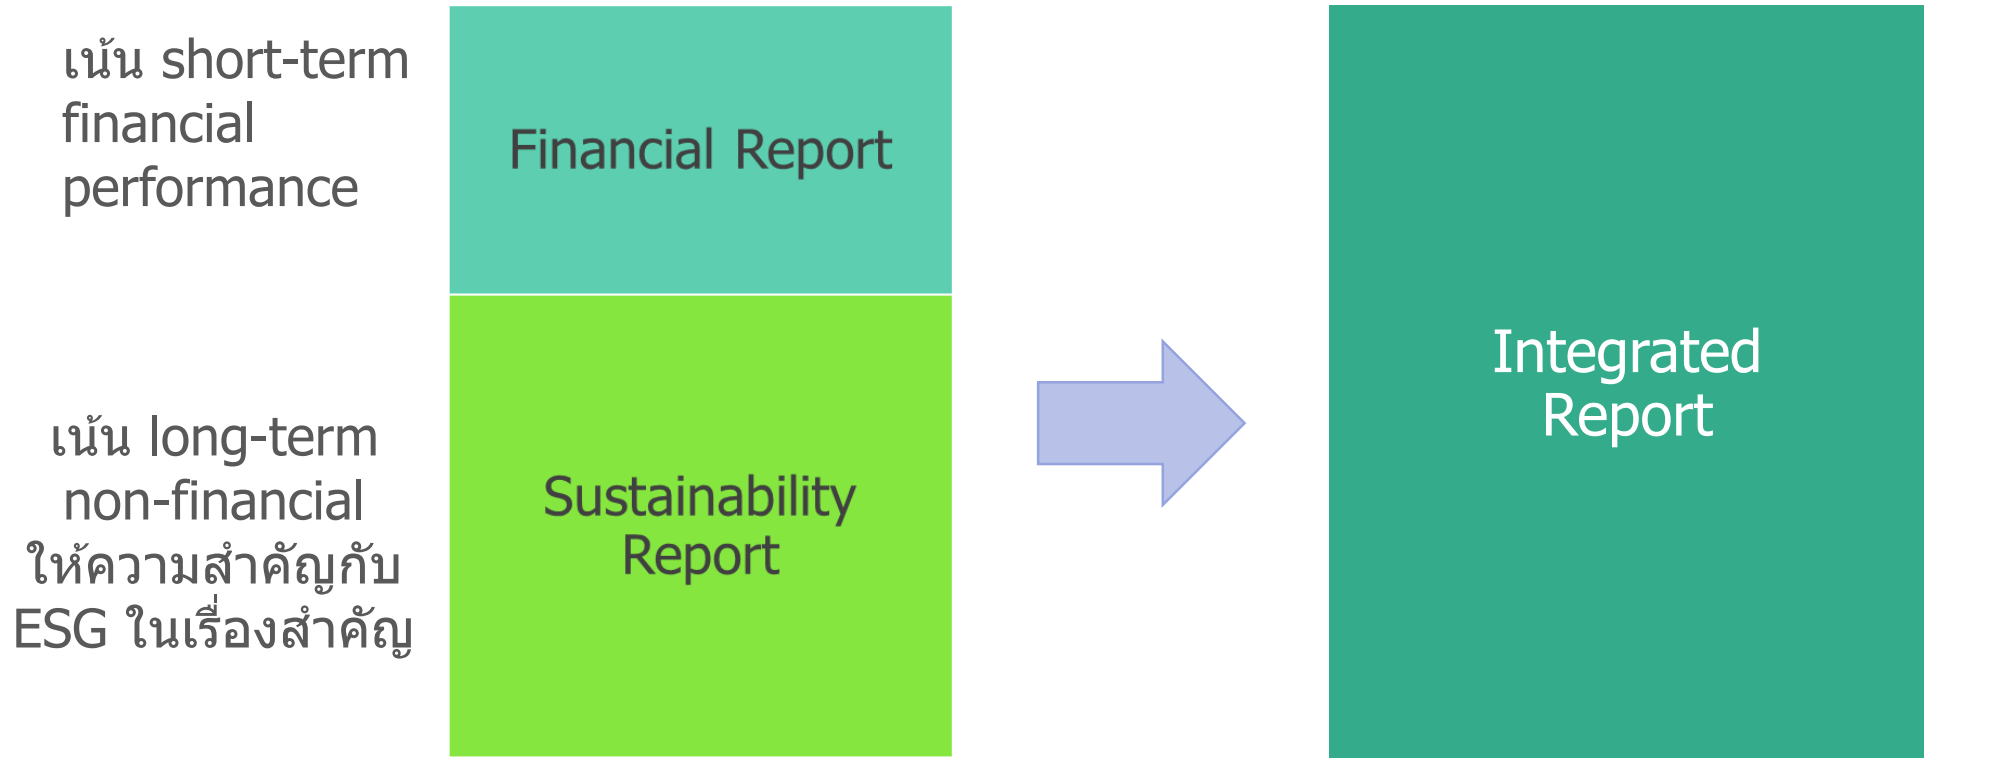 เน้น short-term
financial
performance
Financial Report
เน้น long-term
non-financial
ให้ความสำคัญกับ
ESG ในเรื่องสำคัญ
Sustainability
Report
Integrated
Report